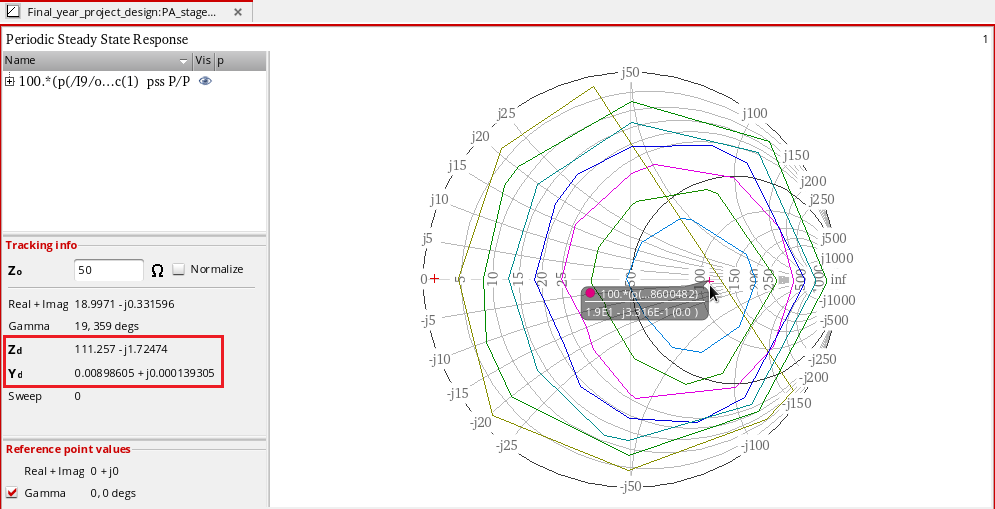 Final_year_project_design:PA_stage...
Periodic Steady State Response
1
Name Vis p
100.*(p(/I9/o...c(1) pss P/P
Tracking info
Zo 50 Ω Normalize
Real + Imag 18.9971 - j0.331596
Gamma 19, 359 degs
Zd 111.257 - j1.72474
Yd 0.00898605 + j0.000139305
Sweep 0
Reference point values
Real + Imag 0 + j0
Gamma 0, 0 degs
j50
j25
j100
j20
j150
j15
j200
j10
j250
j5
j500
j1000
0
5
10
15
20
25
50
100
150
200
250
500
inf
-j1000
-j5
-j500
-j10
-j250
-j15
-j200
-j20
-j150
-j25
-j100
-j50
100.*(p(...8600482)
1.9E1 - j3.316E-1 (0.0 )